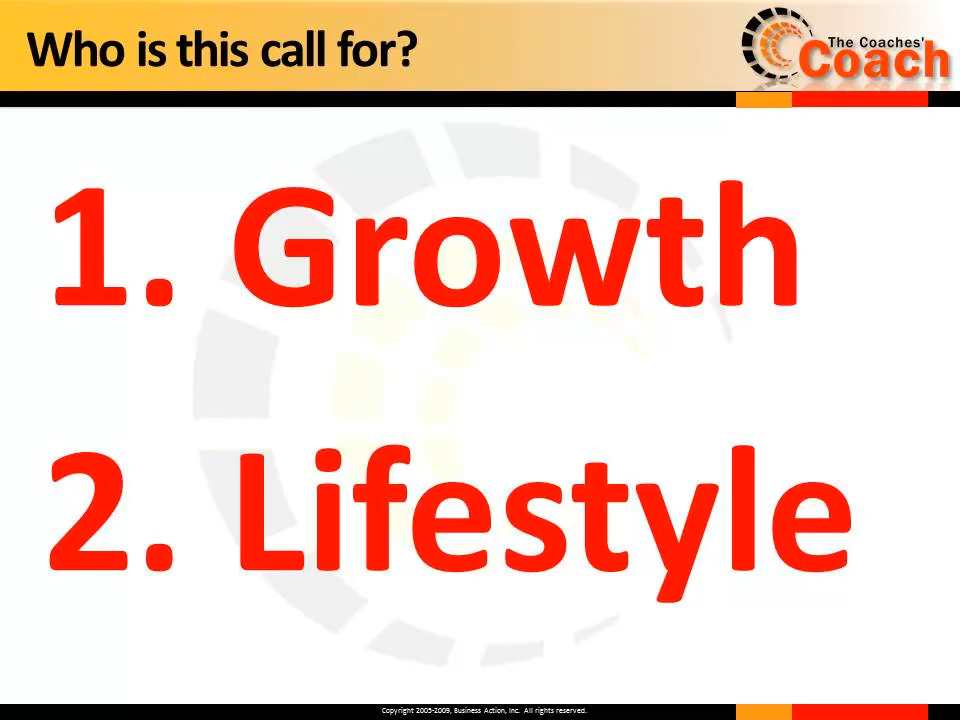 Who is this call for?
The Coaches'
Coach
1. Growth
2. Lifestyle
Copyright 2005-2009, Business Action, Inc. All rights reserved.